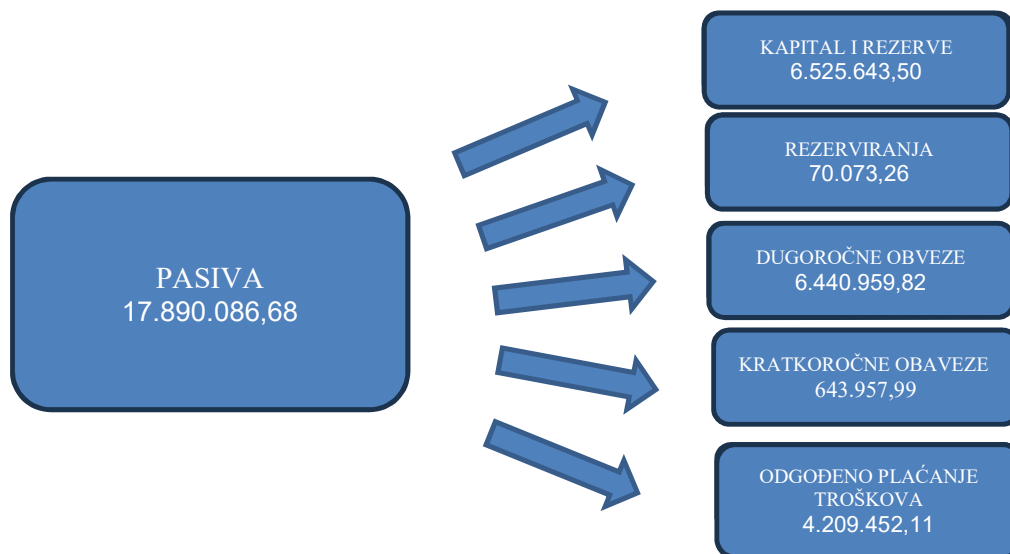 PASIVA
17.890.086,68
KAPITAL I REZERVE
6.525.643,50
REZERVIRANJA
70.073,26
DUGOROČNE OBVEZE
6.440.959,82
KRATKOROČNE OBAVEZE
643.957,99
ODGOĐENO PLAĆANJE
TROŠKOVA
4.209.452,11